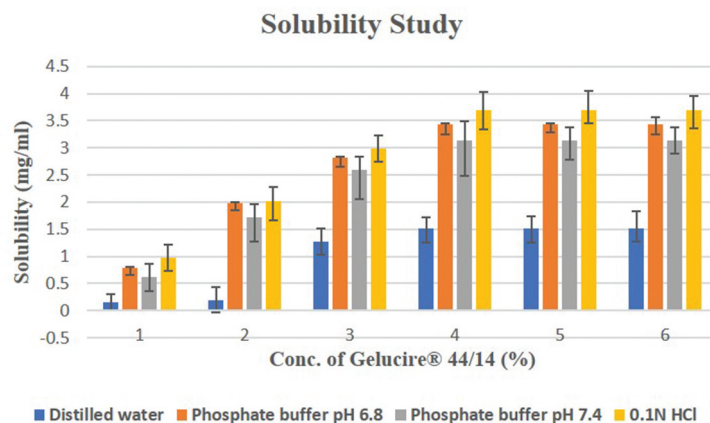 Solubility Study
4.5
4
3.5
3
2.5
2
1.5
1
0.5
0
-0.5
Solubility (mg/ml)
1 2 3 4 5 6
Conc. of Gelucire® 44/14 (%)
Distilled water Phosphate buffer pH 6.8 Phosphate buffer pH 7.4 0.1N HCl